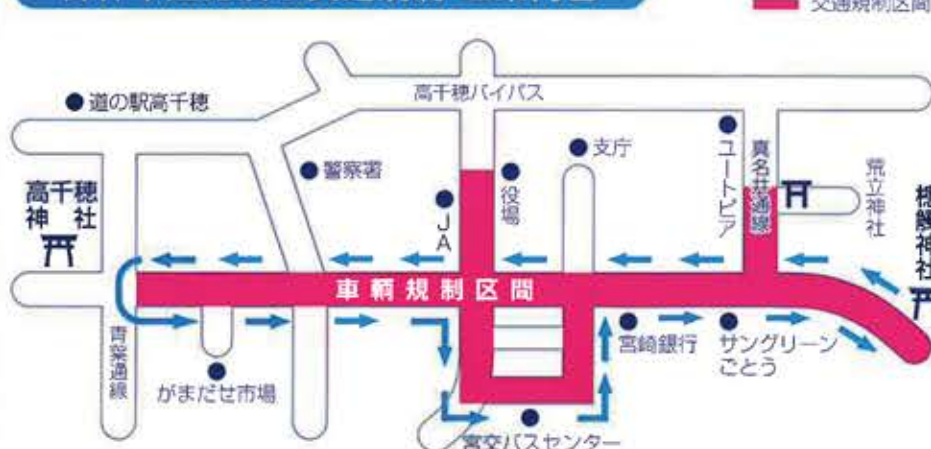 交通規制区間
高千穂バイパス
道の駅高千穂
警察署
役場
支庁
ユートピア
真名井通線
荒立神社
高千穂
神社
JA
槵觸神社
車輌規制区間
青葉通線
がまだせ市場
宮崎銀行
サングリーン
ごとう
宮交バスセンター